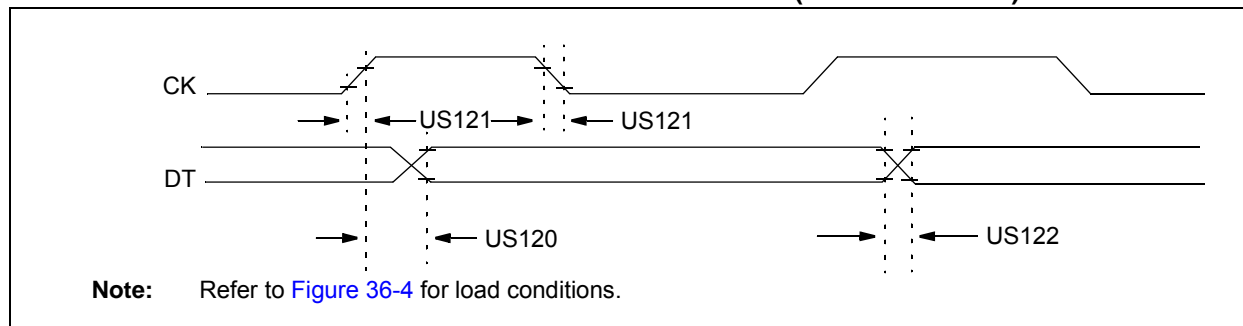 CK
US121
US121
DT
US120
US122
Note: Refer to Figure 36-4 for load conditions.